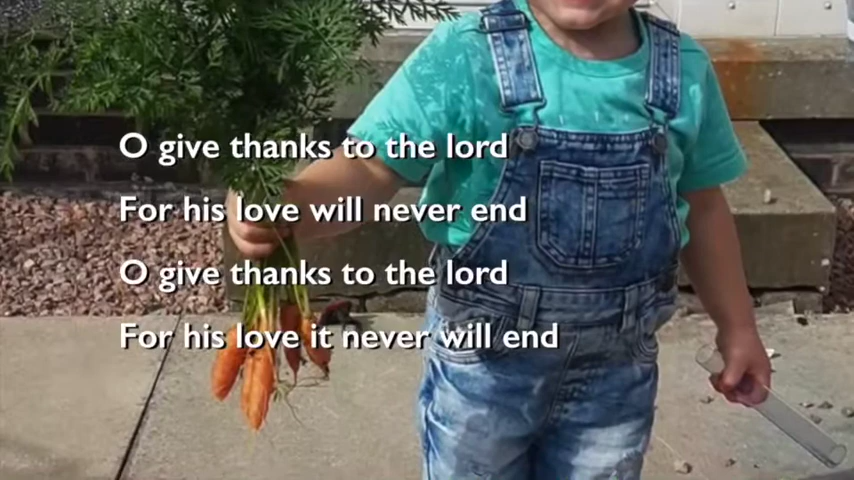 O give thanks to the lord
For his love will never end
O give thanks to the lord
For his love it never will end